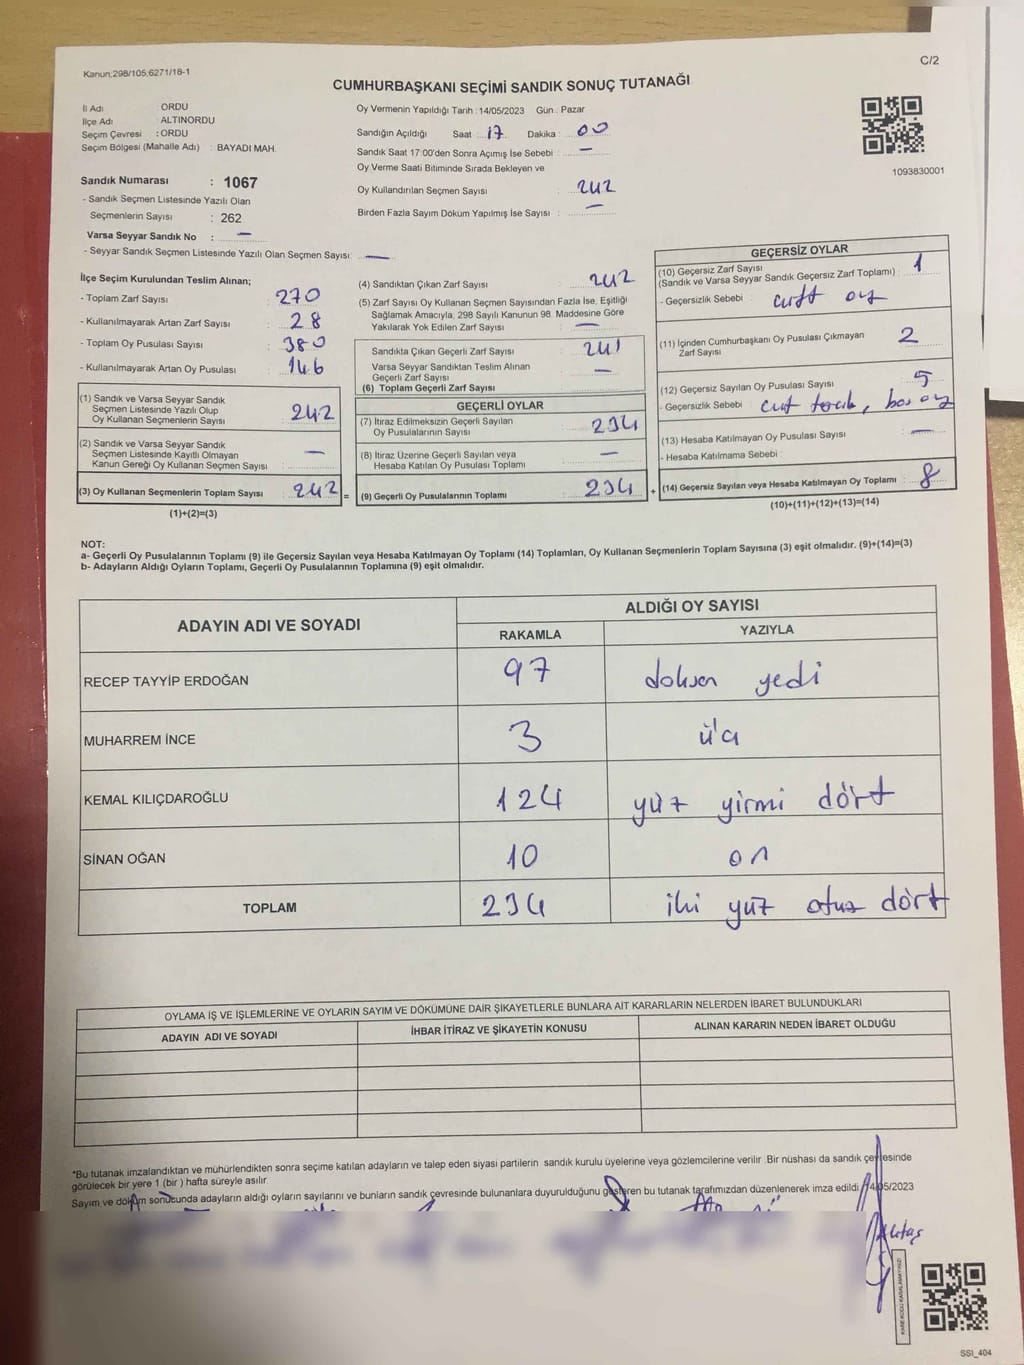 C/2
Kanun;298/105,6271/18-1
CUMHURBAŞKANI SEÇİMİ SANDIK SONUÇ TUTANAĞI
İl Adı : ORDU
İlçe Adı : ALTINORDU
Seçim Çevresi : ORDU
Seçim Bölgesi (Mahalle Adı) : BAYADI MAH.
Sandık Numarası : 1067
- Sandık Seçmen Listesinde Yazılı Olan
Seçmenlerin Sayısı : 262
Varsa Seyyar Sandık No : —
- Seyyar Sandık Seçmen Listesinde Yazılı Olan Seçmen Sayısı: —
Oy Vermenin Yapıldığı Tarih : 14/05/2023 Gün : Pazar
Sandığın Açıldığı Saat : 17 Dakika : 00
Sandık Saat 17:00'den Sonra Açımış İse Sebebi : —
Oy Verme Saati Bitiminde Sırada Bekleyen ve
Oy Kullandırılan Seçmen Sayısı : 242
Birden Fazla Sayım Döküm Yapılmış İse Sayısı : —
1093830001
İlçe Seçim Kurulundan Teslim Alınan;
- Toplam Zarf Sayısı : 270
- Kullanılmayarak Artan Zarf Sayısı : 28
- Toplam Oy Pusulası Sayısı : 380
- Kullanılmayarak Artan Oy Pusulası : 146
(1) Sandık ve Varsa Seyyar Sandık
Seçmen Listesinde Yazılı Olup
Oy Kullanan Seçmenlerin Sayısı : 242
(2) Sandık ve Varsa Seyyar Sandık
Seçmen Listesinde Kayıtlı Olmayan
Kanun Gereği Oy Kullanan Seçmen Sayısı : —
(3) Oy Kullanan Seçmenlerin Toplam Sayısı : 242 =
(1)+(2)=(3)
(4) Sandıktan Çıkan Zarf Sayısı : 242
(5) Zarf Sayısı Oy Kullanan Seçmen Sayısından Fazla İse, Eşitliği
Sağlamak Amacıyla, 298 Sayılı Kanunun 98. Maddesine Göre
Yakılarak Yok Edilen Zarf Sayısı : —
Sandıkta Çıkan Geçerli Zarf Sayısı : 241
Varsa Seyyar Sandıktan Teslim Alınan
Geçerli Zarf Sayısı : —
(6) Toplam Geçerli Zarf Sayısı
GEÇERLİ OYLAR
(7) İtiraz Edilmeksizin Geçerli Sayılan
Oy Pusulalarının Sayısı : 234
(8) İtiraz Üzerine Geçerli Sayılan veya
Hesaba Katılan Oy Pusulası Toplamı : —
(9) Geçerli Oy Pusulalarının Toplamı : 234 +
GEÇERSİZ OYLAR
(10) Geçersiz Zarf Sayısı
(Sandık ve Varsa Seyyar Sandık Geçersiz Zarf Toplamı) : 1
- Geçersizlik Sebebi : çift oy
(11) İçinden Cumhurbaşkanı Oy Pusulası Çıkmayan
Zarf Sayısı : 2
(12) Geçersiz Sayılan Oy Pusulası Sayısı : 5
- Geçersizlik Sebebi : boş oy
(13) Hesaba Katılmayan Oy Pusulası Sayısı : —
- Hesaba Katılmama Sebebi :
(14) Geçersiz Sayılan veya Hesaba Katılmayan Oy Toplamı : 8
(10)+(11)+(12)+(13)=(14)
NOT:
a- Geçerli Oy Pusulalarının Toplamı (9) ile Geçersiz Sayılan veya Hesaba Katılmayan Oy Toplamı (14) Toplamları, Oy Kullanan Seçmenlerin Toplam Sayısına (3) eşit olmalıdır. (9)+(14)=(3)
b- Adayların Aldığı Oyların Toplamı, Geçerli Oy Pusulalarının Toplamına (9) eşit olmalıdır.
ADAYIN ADI VE SOYADI ALDIĞI OY SAYISI
RAKAMLA YAZIYLA
RECEP TAYYİP ERDOĞAN 97 doksan yedi
MUHARREM İNCE 3 üç
KEMAL KILIÇDAROĞLU 124 yüz yirmi dört
SİNAN OĞAN 10 on
TOPLAM 234 iki yüz otuz dört
OYLAMA İŞ VE İŞLEMLERİNE VE OYLARIN SAYIM VE DÖKÜMÜNE DAİR ŞİKAYETLERLE BUNLARA AİT KARARLARIN NELERDEN İBARET BULUNDUKLARI
ADAYIN ADI VE SOYADI İHBAR İTİRAZ VE ŞİKAYETİN KONUSU ALINAN KARARIN NEDEN İBARET OLDUĞU
*Bu tutanak imzalandıktan ve mühürlendikten sonra seçime katılan adayların ve talep eden siyasi partilerin sandık kurulu üyelerine veya gözlemcilerine verilir .Bir nüshası da sandık çevresinde
görülecek bir yere 1 (bir ) hafta süreyle asılır.
Sayım ve döküm sonucunda adayların aldığı oyların sayılarını ve bunların sandık çevresinde bulunanlara duyurulduğunu gösteren bu tutanak tarafımızdan düzenlenerek imza edildi 14/05/2023
KARE KODU KARALAMAYINIZ!
SSI_404